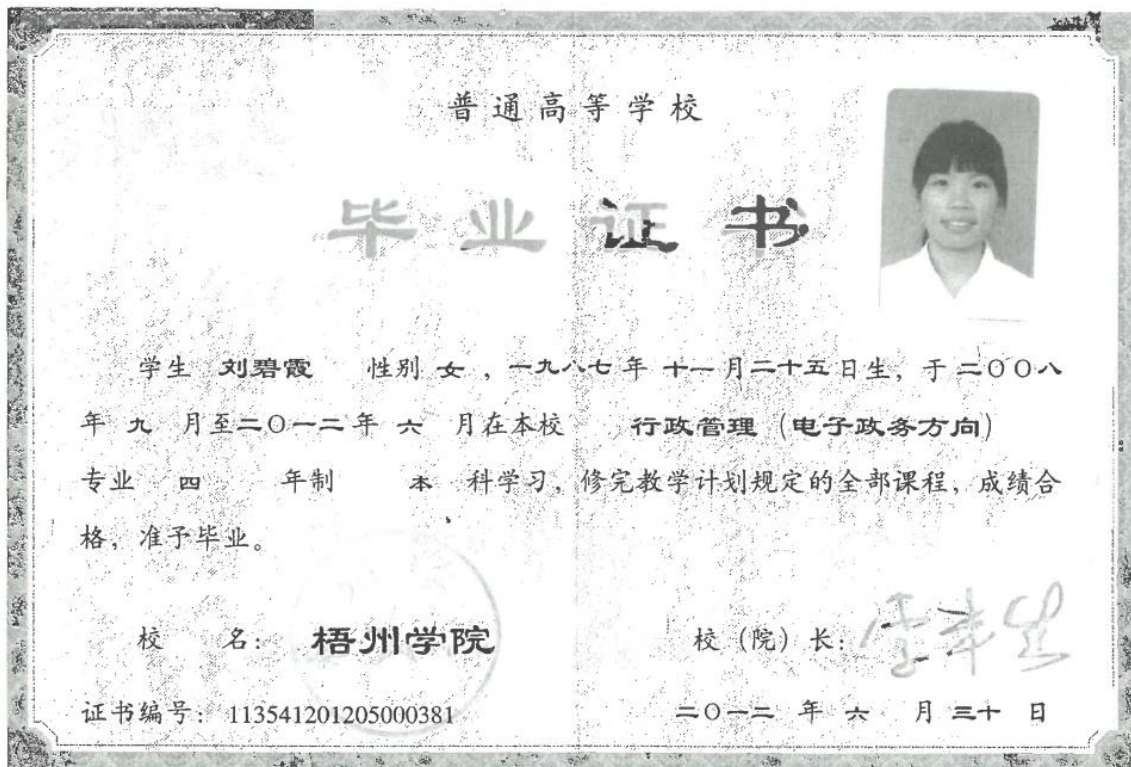 普通高等学校
毕业证书
学生 刘碧霞 性别 女 ，一九八七年 十一月二十五日生，于二〇〇八
年 九 月至二〇一二年 六 月在本校 行政管理（电子政务方向）
专业 四 年制 本 科学习，修完教学计划规定的全部课程，成绩合
格，准予毕业。
校 名： 梧州学院
校（院）长：
证书编号： 113541201205000381
二〇一二 年 六 月 三十 日